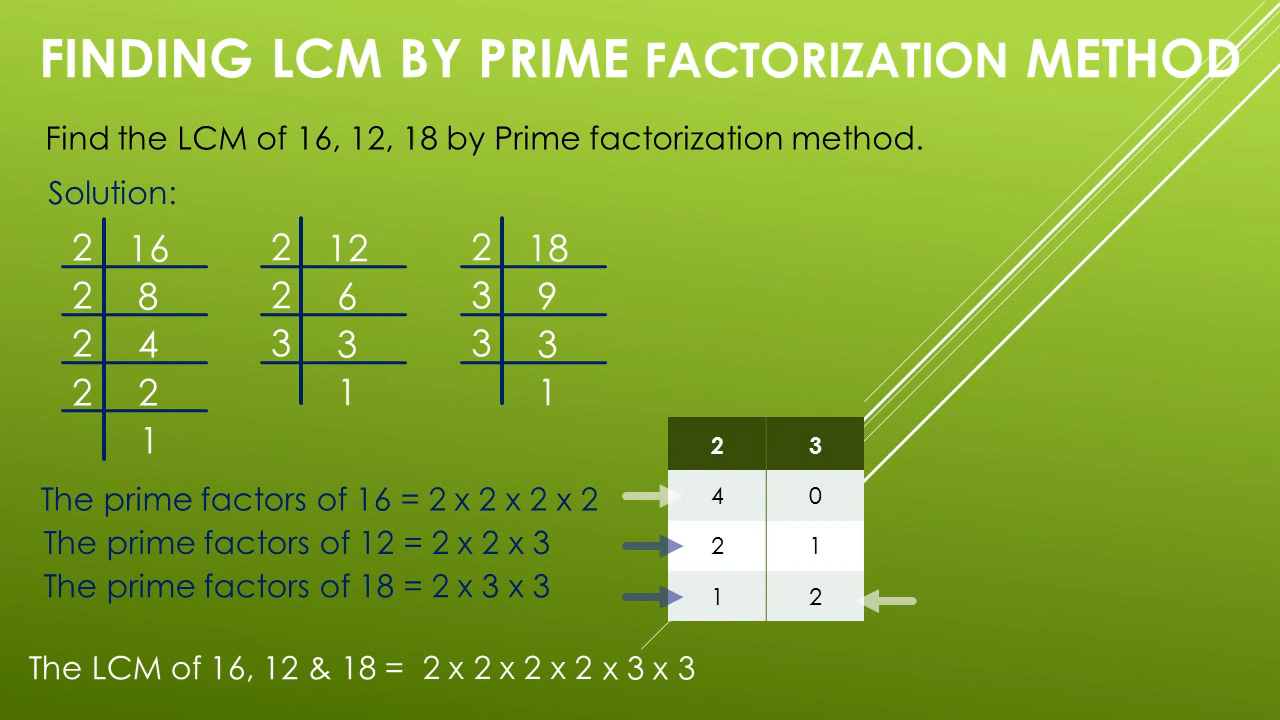 FINDING LCM BY PRIME FACTORIZATION METHOD
Find the LCM of 16, 12, 18 by Prime factorization method.
Solution:
2 16
2 8
2 4
2 2
1
2 12
2 6
3 3
1
2 18
3 9
3 3
1
The prime factors of 16 = 2 x 2 x 2 x 2
The prime factors of 12 = 2 x 2 x 3
The prime factors of 18 = 2 x 3 x 3
2 3
4 0
2 1
1 2
The LCM of 16, 12 & 18 = 2 x 2 x 2 x 2 x 3 x 3